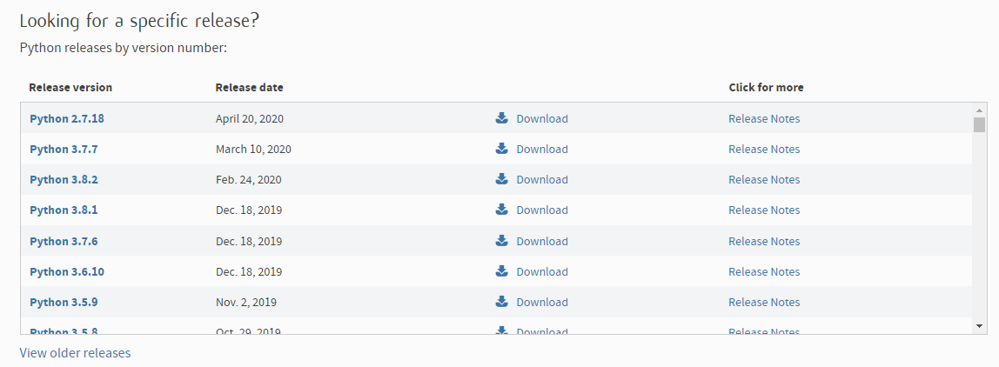 Looking for a specific release?
Python releases by version number:
Release version Release date Click for more
Python 2.7.18 April 20, 2020 Download Release Notes
Python 3.7.7 March 10, 2020 Download Release Notes
Python 3.8.2 Feb. 24, 2020 Download Release Notes
Python 3.8.1 Dec. 18, 2019 Download Release Notes
Python 3.7.6 Dec. 18, 2019 Download Release Notes
Python 3.6.10 Dec. 18, 2019 Download Release Notes
Python 3.5.9 Nov. 2, 2019 Download Release Notes
Python 3.5.8 Oct. 29, 2019 Download Release Notes
View older releases